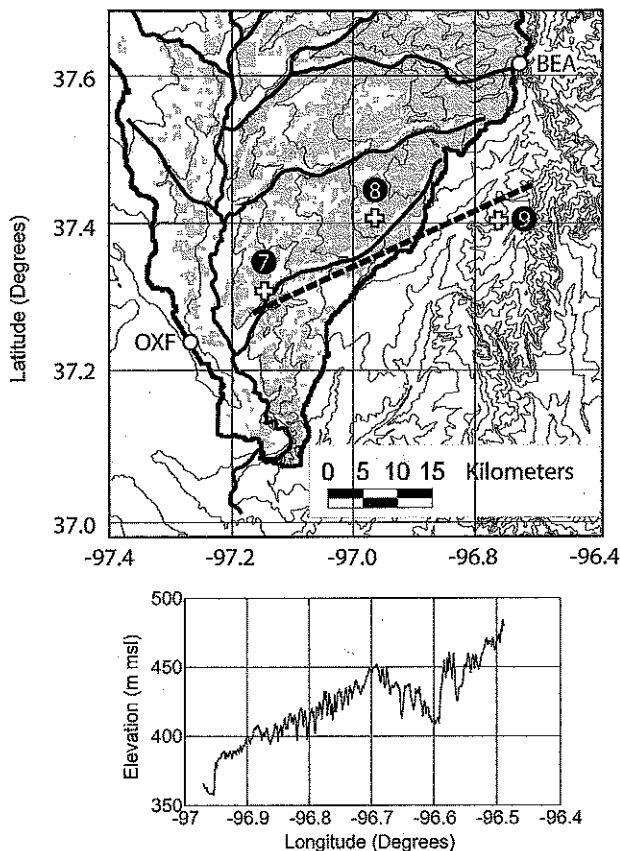 BEA
37.6
8
37.4
9
7
OXF
37.2
0 5 10 15 Kilometers
37.0
-97.4 -97.2 -97.0 -96.8 -96.6 -96.4
Latitude (Degrees)
500
450
400
350
Elevation (m msl)
-97 -96.9 -96.8 -96.7 -96.6 -96.5 -96.4
Longitude (Degrees)